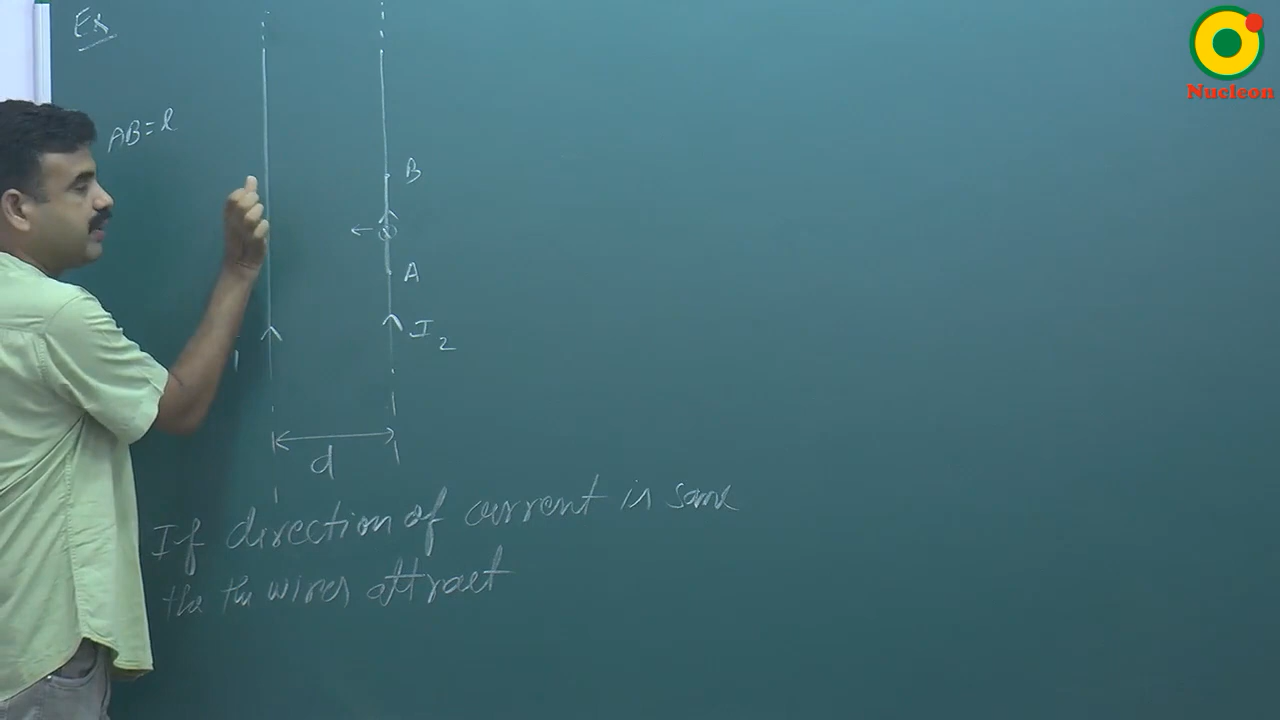 Ex
Nucleon
AB = l
B
A
I2
d
If direction of current is same
the the wires attract